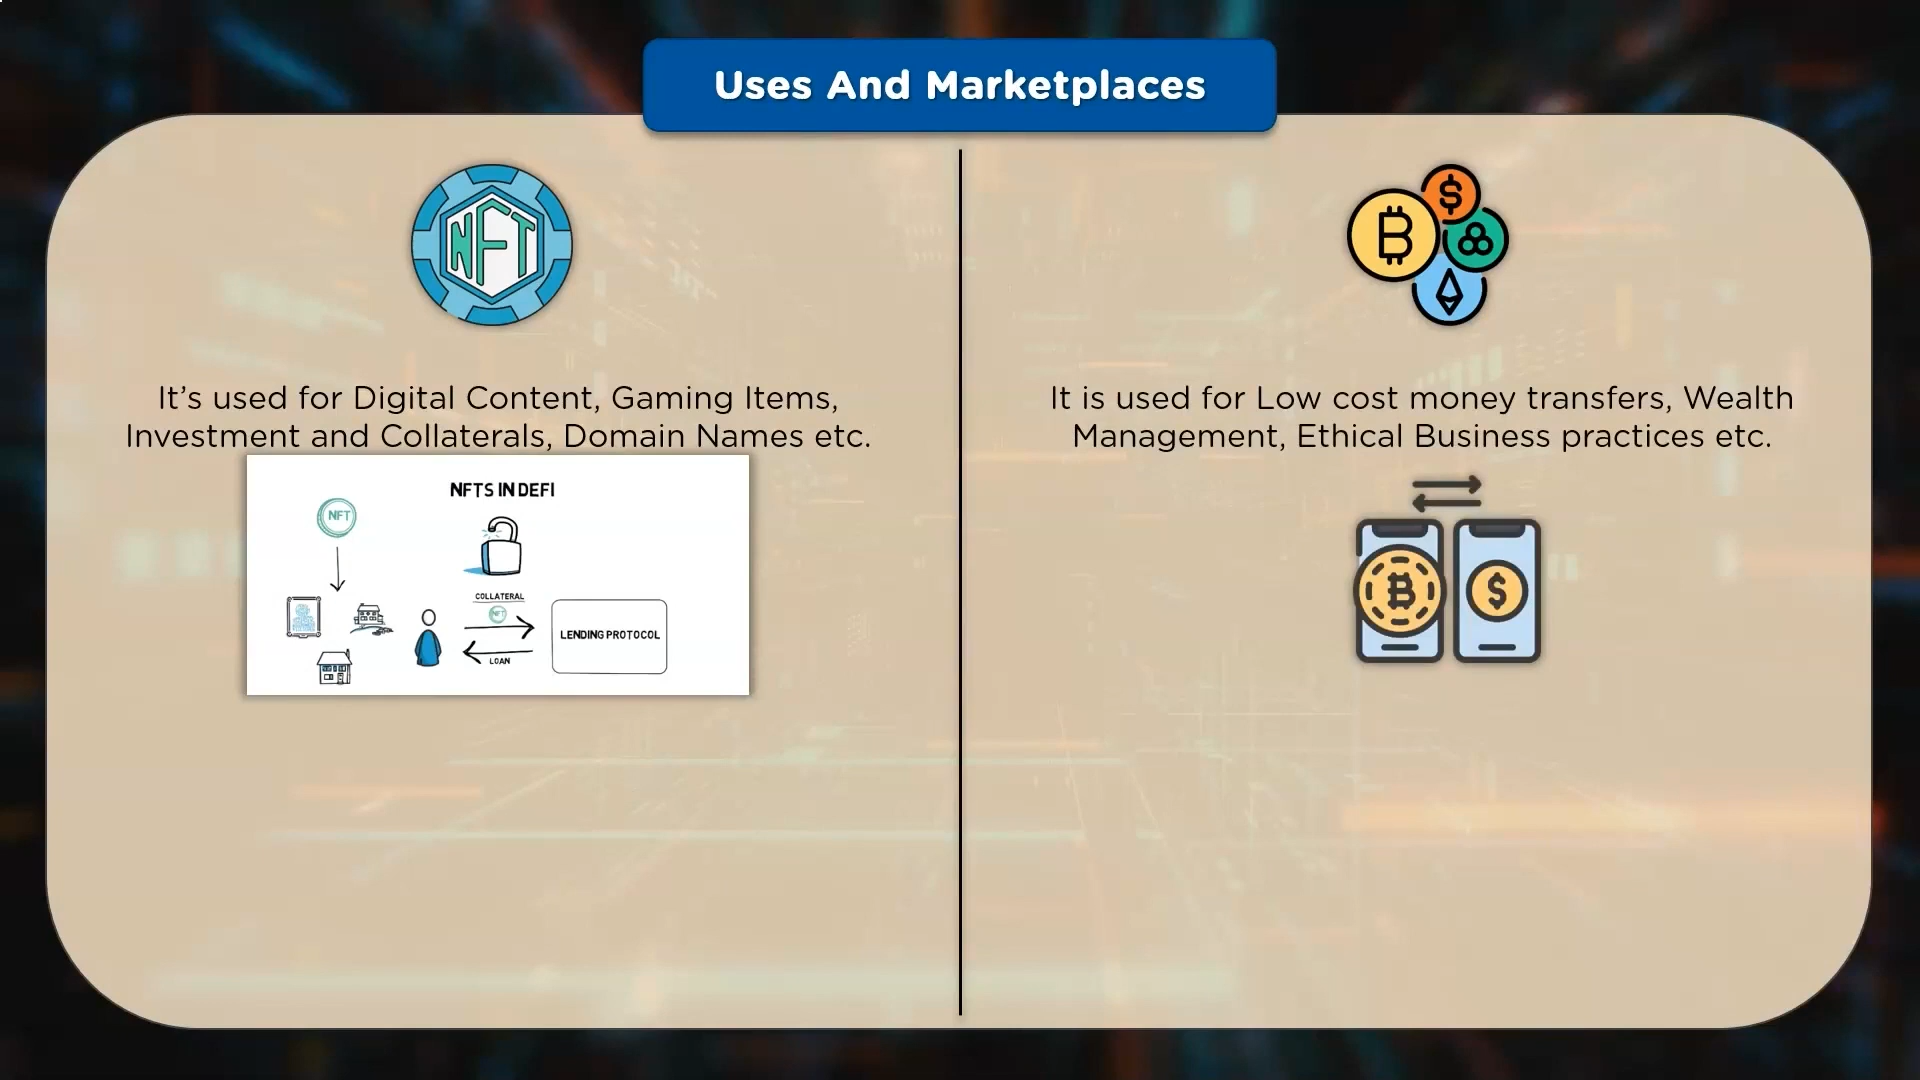 Uses And Marketplaces
NFT
It's used for Digital Content, Gaming Items,
Investment and Collaterals, Domain Names etc.
NFTS IN DEFI
NFT
COLLATERAL
NFT
LENDING PROTOCOL
LOAN
It is used for Low cost money transfers, Wealth
Management, Ethical Business practices etc.